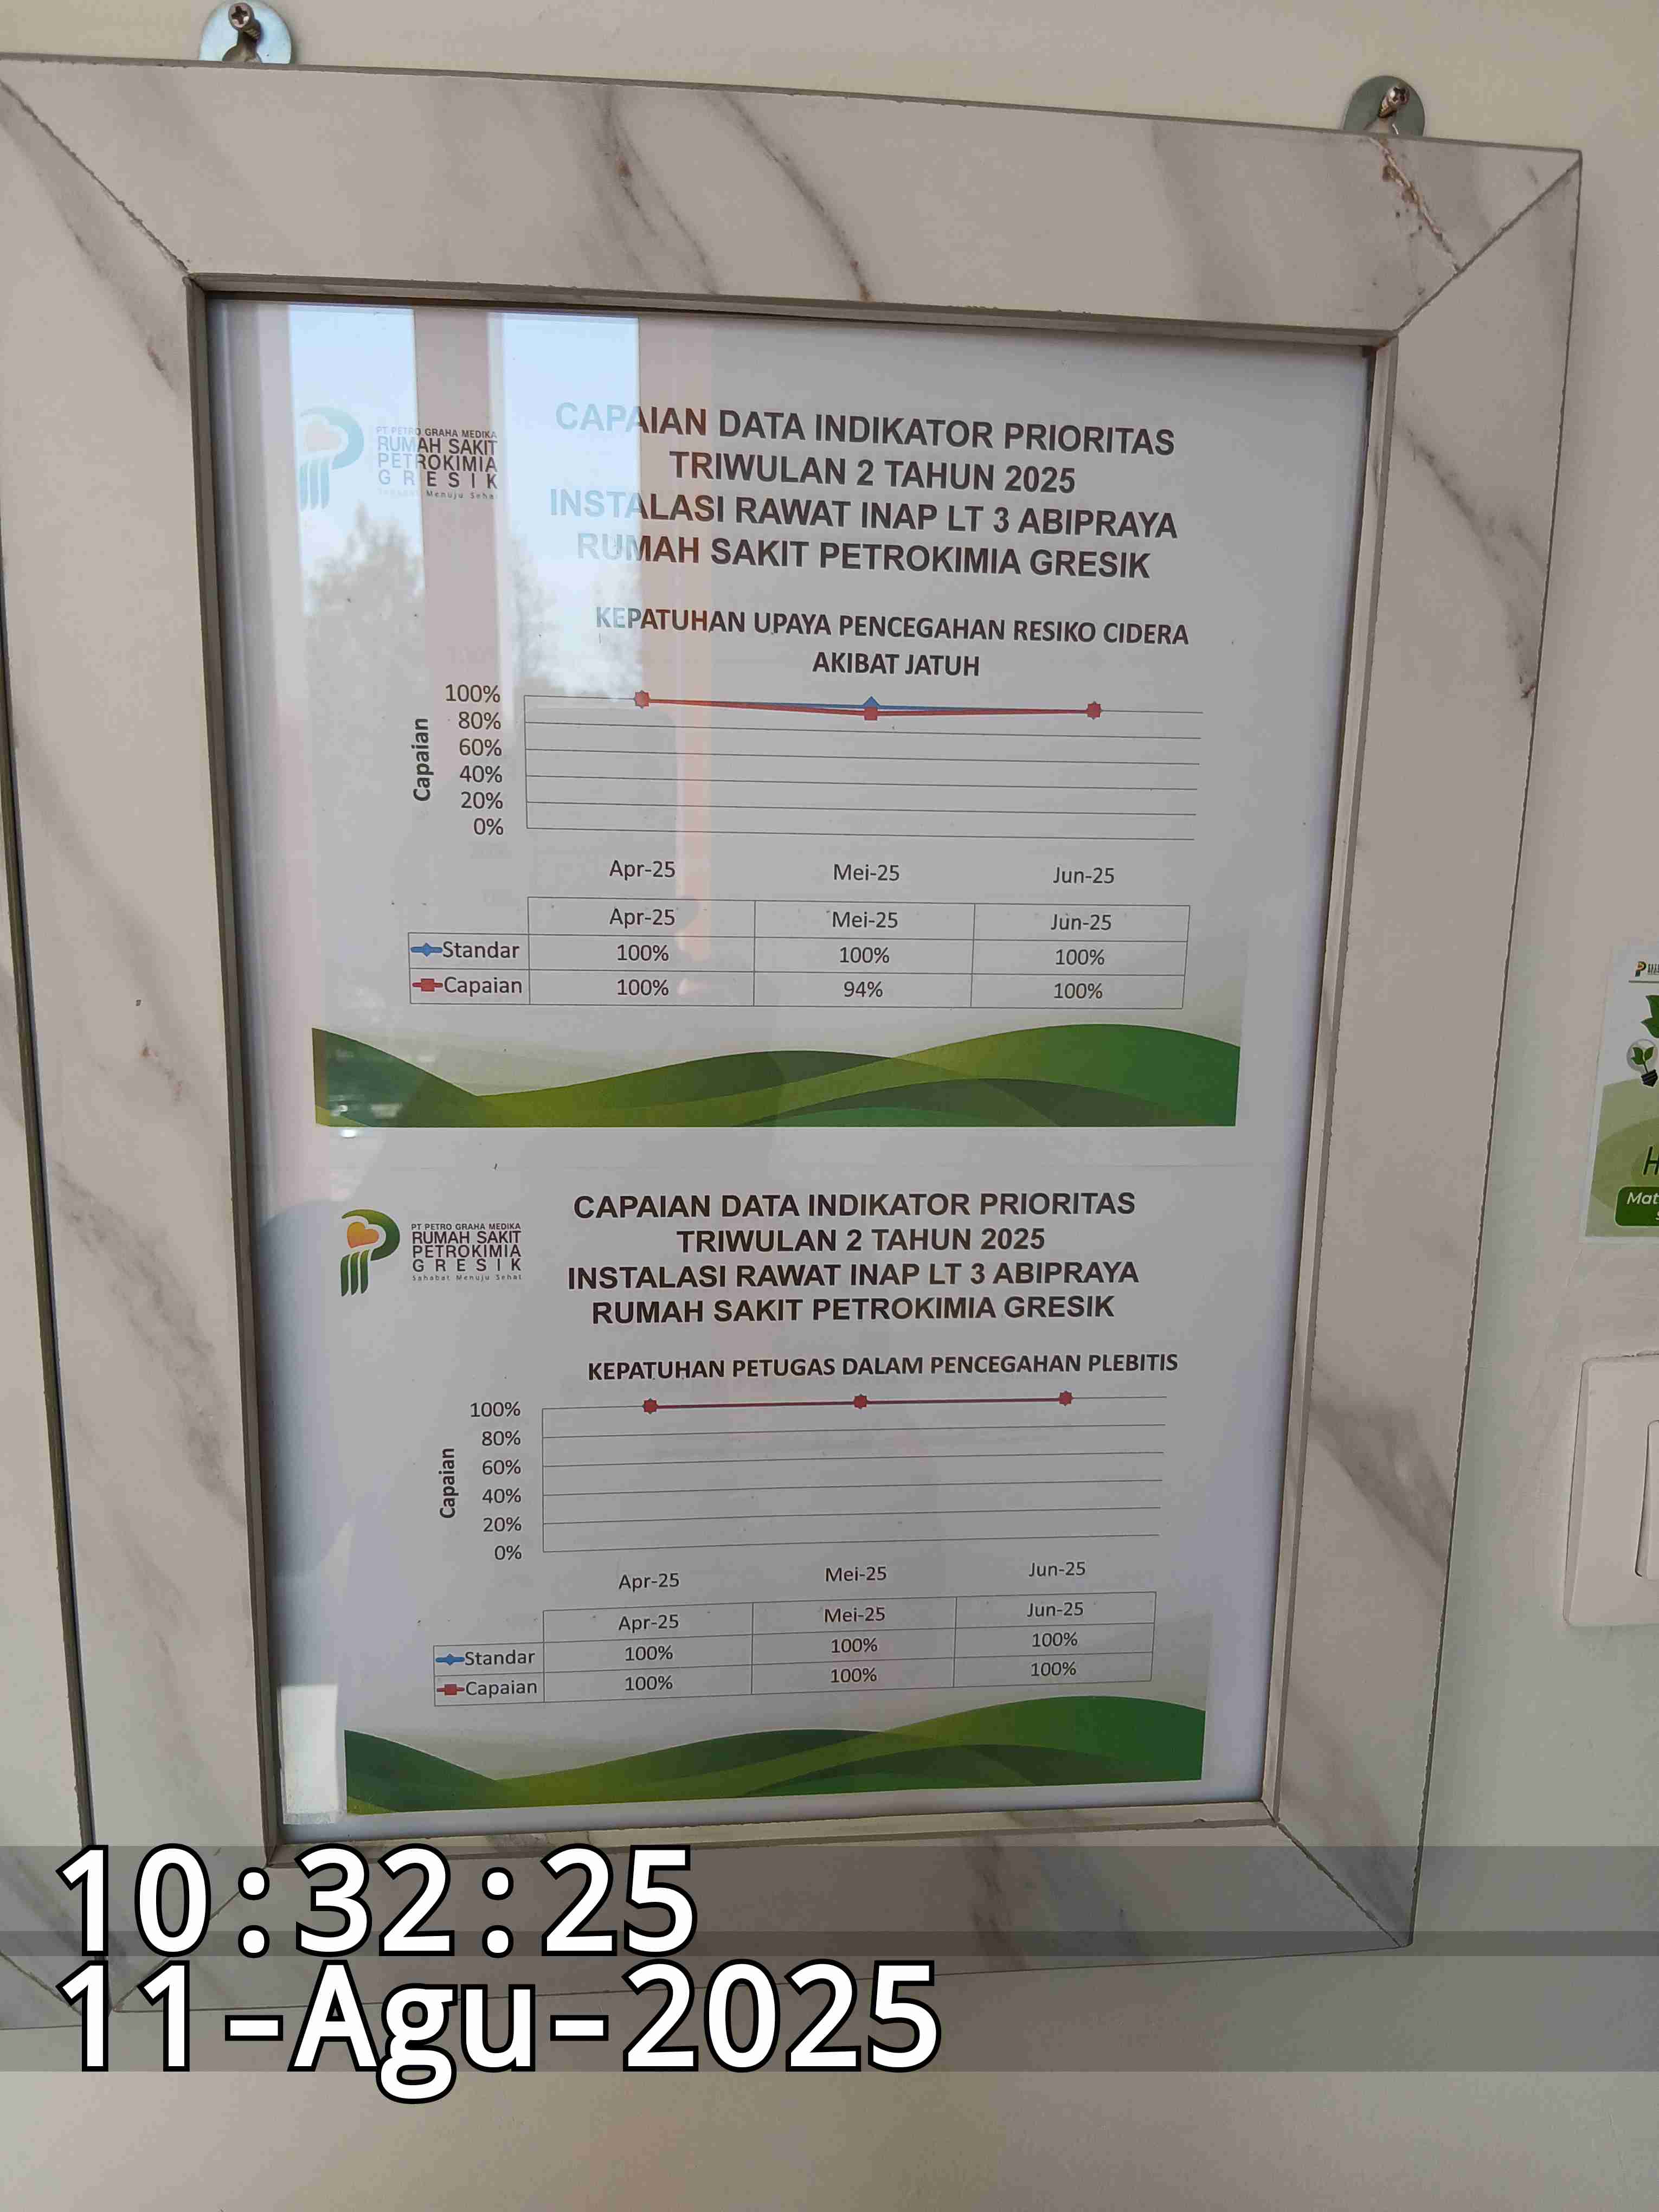 PT PETRO GRAHA MEDIKA
RUMAH SAKIT
PETROKIMIA
GRESIK
Menuju Sehat
CAPAIAN DATA INDIKATOR PRIORITAS
TRIWULAN 2 TAHUN 2025
INSTALASI RAWAT INAP LT 3 ABIPRAYA
RUMAH SAKIT PETROKIMIA GRESIK
KEPATUHAN UPAYA PENCEGAHAN RESIKO CIDERA
AKIBAT JATUH
Capaian
100%
80%
60%
40%
20%
0%
Apr-25 Mei-25 Jun-25
Apr-25 Mei-25 Jun-25
Standar 100% 100% 100%
Capaian 100% 94% 100%
PT PETRO GRAHA MEDIKA
RUMAH SAKIT
PETROKIMIA
GRESIK
Sahabat Menuju Sehat
CAPAIAN DATA INDIKATOR PRIORITAS
TRIWULAN 2 TAHUN 2025
INSTALASI RAWAT INAP LT 3 ABIPRAYA
RUMAH SAKIT PETROKIMIA GRESIK
KEPATUHAN PETUGAS DALAM PENCEGAHAN PLEBITIS
Capaian
100%
80%
60%
40%
20%
0%
Apr-25 Mei-25 Jun-25
Apr-25 Mei-25 Jun-25
Standar 100% 100% 100%
Capaian 100% 100% 100%
H
Mat
10:32:25
11-Agu-2025